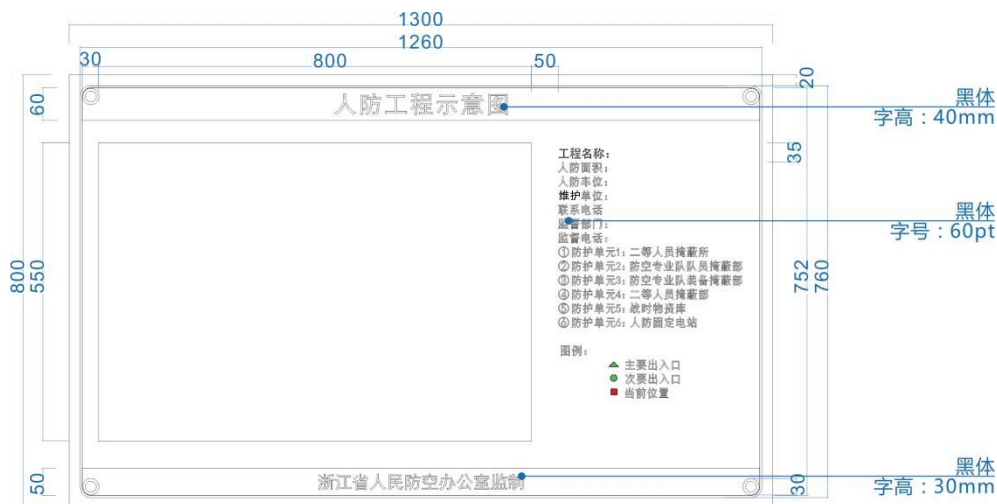 1300
1260
30
800
50
20
60
人防工程示意图
黑体
字高：40mm
35
工程名称：
人防面积：
人防车位：
维护单位：
联系电话
监督部门：
监督电话：
黑体
字号：60pt
①防护单元1：二等人员掩蔽所
②防护单元2：防空专业队队员掩蔽部
③防护单元3：防空专业队装备掩蔽部
④防护单元4：二等人员掩蔽部
⑤防护单元5：战时物资库
⑥防护单元6：人防固定电站
800
550
752
760
图例：
主要出入口
次要出入口
当前位置
50
浙江省人民防空办公室监制
30
黑体
字高：30mm